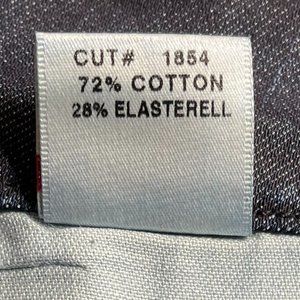 CUT# 1854
72% COTTON
28% ELASTERELL